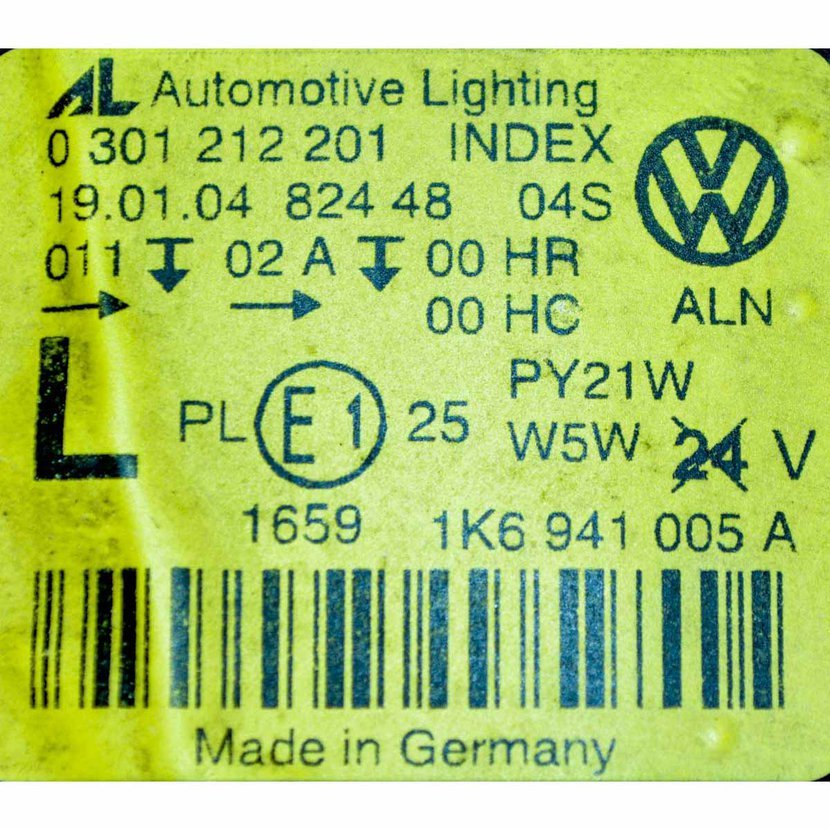 AL Automotive Lighting
0 301 212 201 INDEX
19.01.04 824 48 04S
011 02 A 00 HR
00 HC ALN
L
PL E1 25 PY21W
W5W 24 V
1659 1K6 941 005 A
Made in Germany